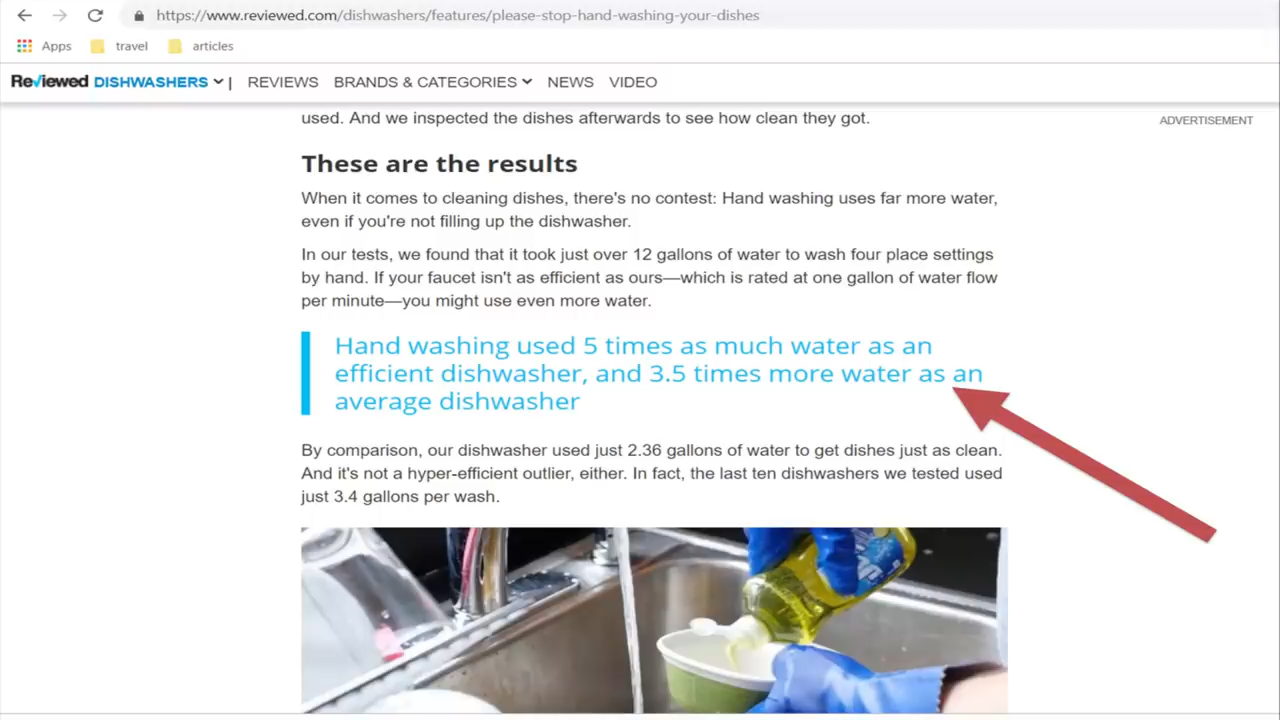 https://www.reviewed.com/dishwashers/features/please-stop-hand-washing-your-dishes
Apps travel articles
Reviewed DISHWASHERS | REVIEWS BRANDS & CATEGORIES NEWS VIDEO
used. And we inspected the dishes afterwards to see how clean they got.
ADVERTISEMENT
These are the results
When it comes to cleaning dishes, there's no contest: Hand washing uses far more water,
even if you're not filling up the dishwasher.
In our tests, we found that it took just over 12 gallons of water to wash four place settings
by hand. If your faucet isn't as efficient as ours—which is rated at one gallon of water flow
per minute—you might use even more water.
Hand washing used 5 times as much water as an
efficient dishwasher, and 3.5 times more water as an
average dishwasher
By comparison, our dishwasher used just 2.36 gallons of water to get dishes just as clean.
And it's not a hyper-efficient outlier, either. In fact, the last ten dishwashers we tested used
just 3.4 gallons per wash.